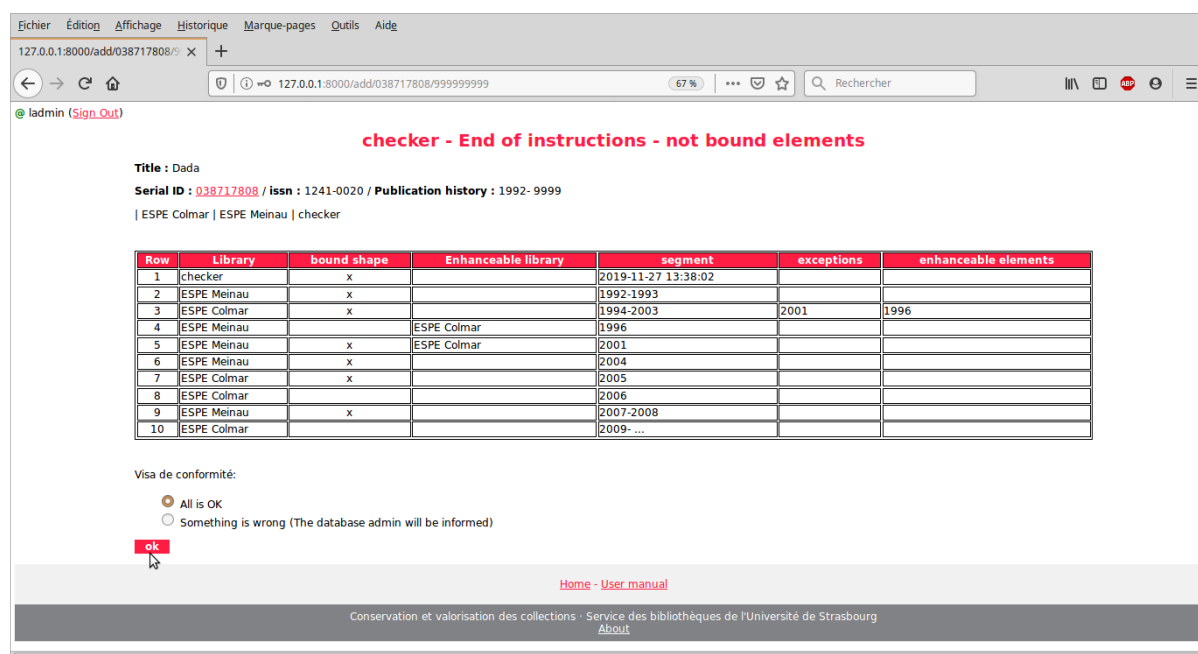 Fichier Édition Affichage Historique Marque-pages Outils Aide
127.0.0.1:8000/add/038717808/9
127.0.0.1:8000/add/038717808/999999999 67 % Rechercher
@ ladmin (Sign Out)
checker - End of instructions - not bound elements
Title : Dada
Serial ID : 038717808 / issn : 1241-0020 / Publication history : 1992- 9999
| ESPE Colmar | ESPE Meinau | checker
Row Library bound shape Enhanceable library segment exceptions enhanceable elements
1 checker x 2019-11-27 13:38:02
2 ESPE Meinau x 1992-1993
3 ESPE Colmar x 1994-2003 2001 1996
4 ESPE Meinau ESPE Colmar 1996
5 ESPE Meinau x ESPE Colmar 2001
6 ESPE Meinau x 2004
7 ESPE Colmar x 2005
8 ESPE Colmar 2006
9 ESPE Meinau x 2007-2008
10 ESPE Colmar 2009- ...
Visa de conformité:
All is OK
Something is wrong (The database admin will be informed)
ok
Home - User manual
Conservation et valorisation des collections - Service des bibliothèques de l'Université de Strasbourg
About